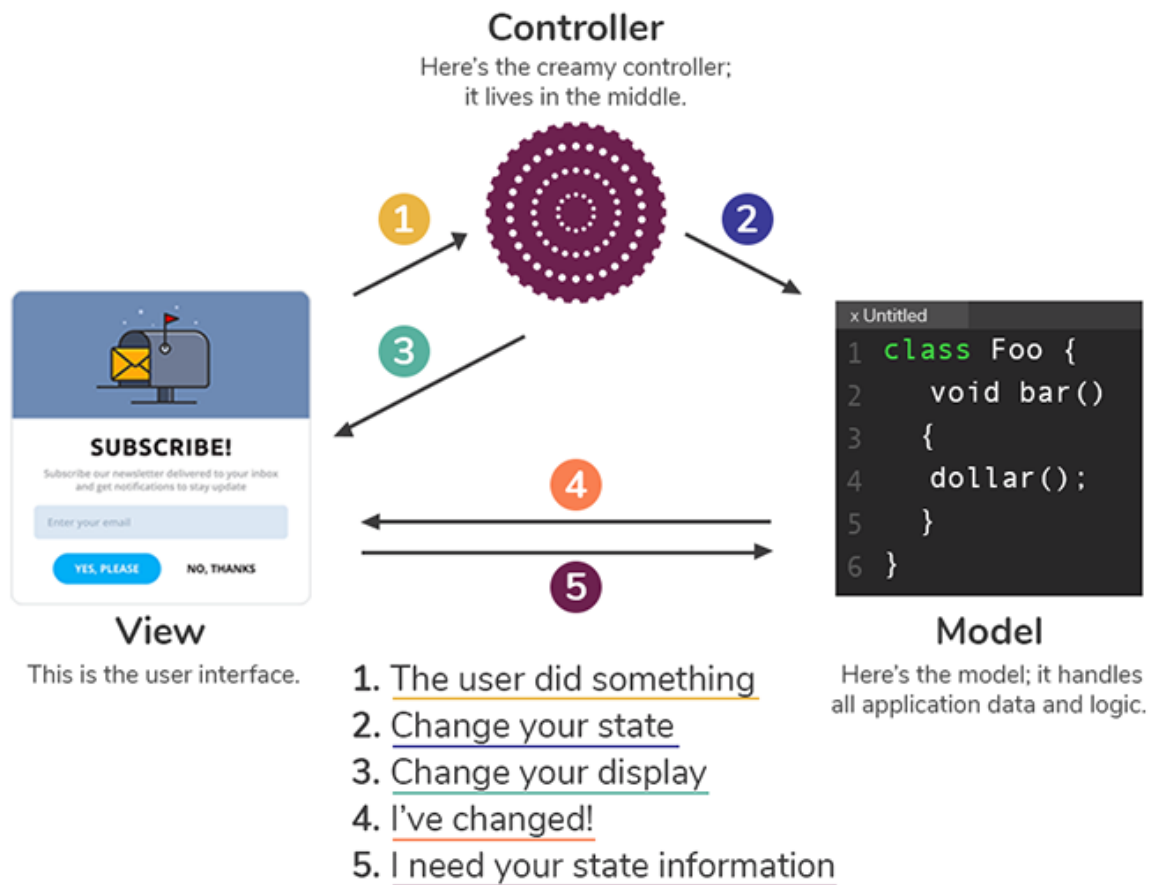 Controller
Here's the creamy controller;
it lives in the middle.
1
2
3
SUBSCRIBE!
Subscribe our newsletter delivered to your inbox
and get notifications to stay update
Enter your email
YES, PLEASE
NO, THANKS
View
This is the user interface.
4
5
x Untitled
1 class Foo {
2 void bar()
3 {
4 dollar();
5 }
6 }
Model
Here's the model; it handles
all application data and logic.
1. The user did something
2. Change your state
3. Change your display
4. I've changed!
5. I need your state information